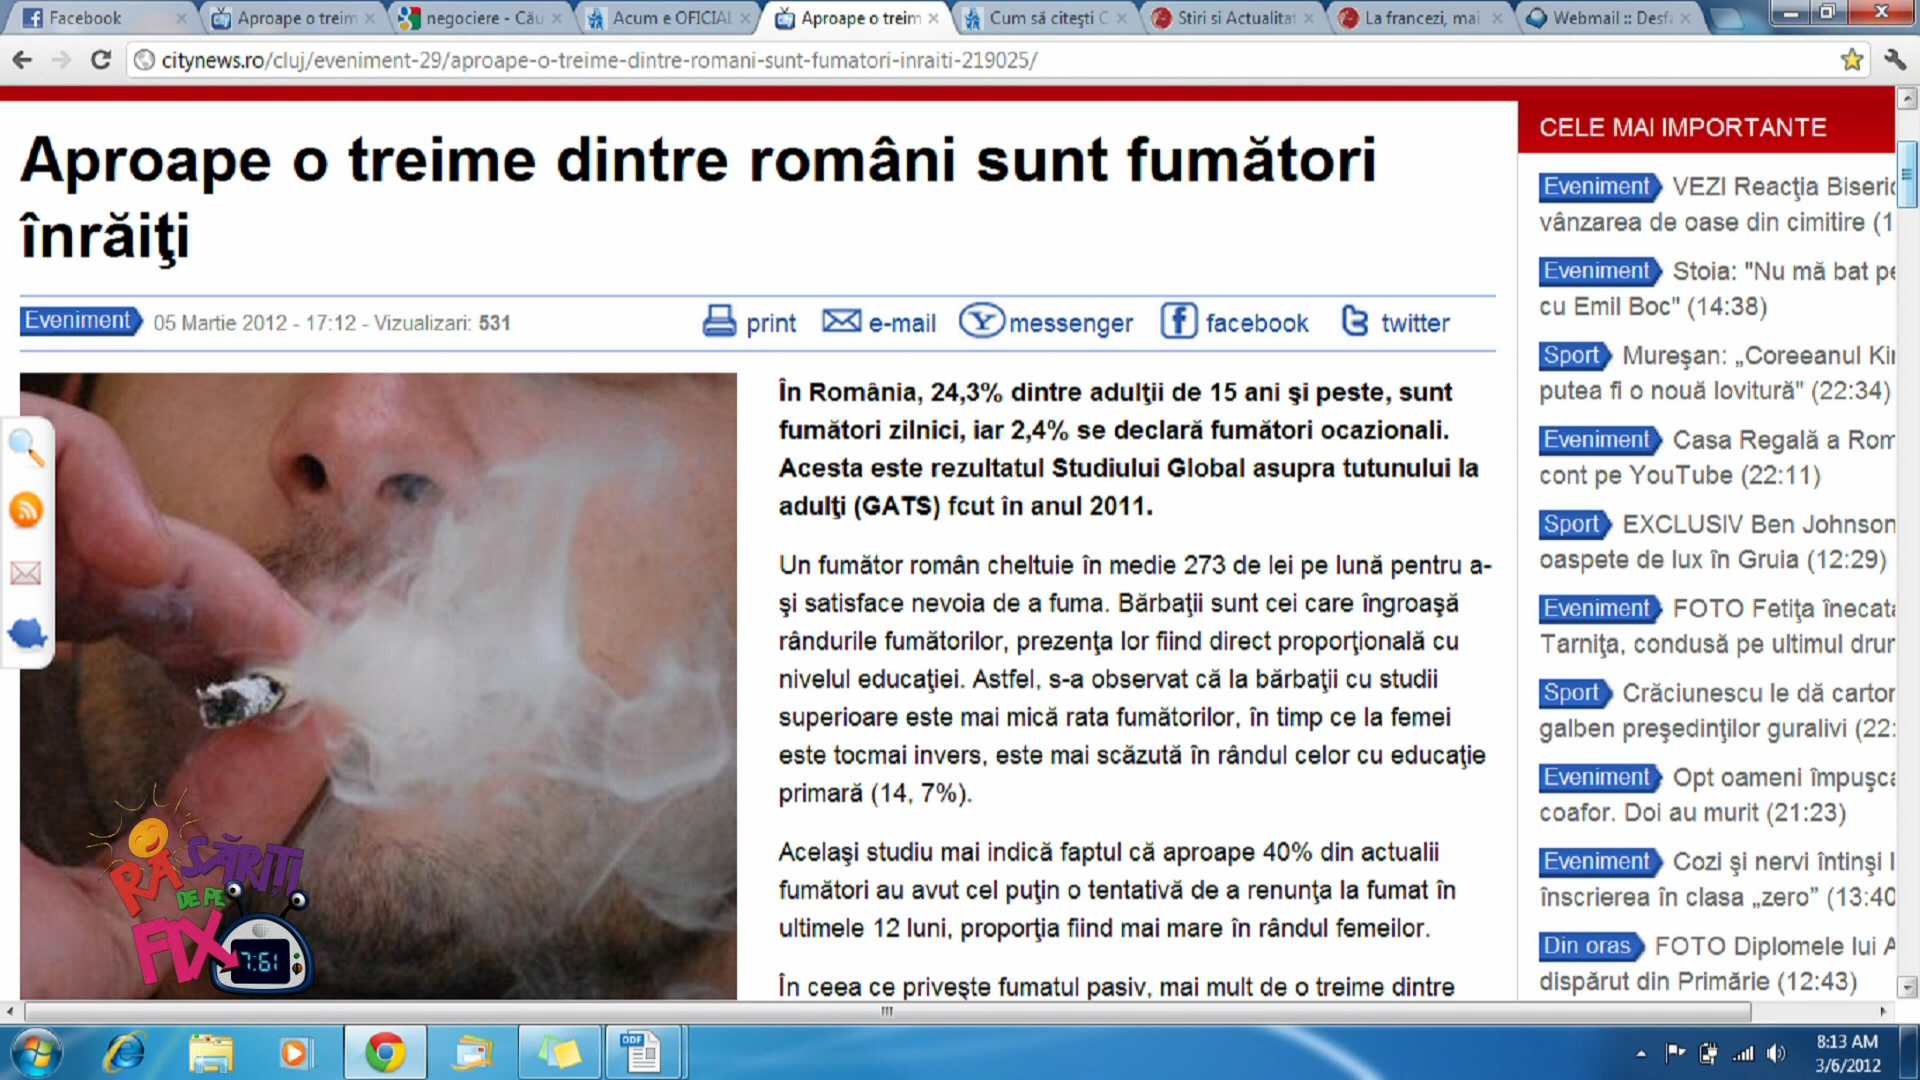 Facebook
Aproape o treim
negociere - Cău
Acum e OFICIAL
Aproape o treim
Cum să citeşti C
Stiri si Actualitat
La francezi, mai
Webmail :: Desfa
citynews.ro/cluj/eveniment-29/aproape-o-treime-dintre-romani-sunt-fumatori-inraiti-219025/
Aproape o treime dintre români sunt fumători
înrăiţi
Eveniment 05 Martie 2012 - 17:12 - Vizualizari: 531
print e-mail messenger facebook twitter
În România, 24,3% dintre adulţii de 15 ani şi peste, sunt
fumători zilnici, iar 2,4% se declară fumători ocazionali.
Acesta este rezultatul Studiului Global asupra tutunului la
adulţi (GATS) fcut în anul 2011.
Un fumător român cheltuie în medie 273 de lei pe lună pentru a-
şi satisface nevoia de a fuma. Bărbaţii sunt cei care îngroaşă
rândurile fumătorilor, prezenţa lor fiind direct proporţională cu
nivelul educaţiei. Astfel, s-a observat că la bărbaţii cu studii
superioare este mai mică rata fumătorilor, în timp ce la femei
este tocmai invers, este mai scăzută în rândul celor cu educaţie
primară (14, 7%).
Acelaşi studiu mai indică faptul că aproape 40% din actualii
fumători au avut cel puţin o tentativă de a renunţa la fumat în
ultimele 12 luni, proporţia fiind mai mare în rândul femeilor.
În ceea ce priveşte fumatul pasiv, mai mult de o treime dintre
RĂSĂRIȚI
DE PE
FIX
7:61
CELE MAI IMPORTANTE
Eveniment VEZI Reacţia Biseric
vânzarea de oase din cimitire (1
Eveniment Stoia: "Nu mă bat pe
cu Emil Boc" (14:38)
Sport Mureşan: „Coreeanul Kir
putea fi o nouă lovitură" (22:34)
Eveniment Casa Regală a Rom
cont pe YouTube (22:11)
Sport EXCLUSIV Ben Johnson
oaspete de lux în Gruia (12:29)
Eveniment FOTO Fetiţa înecata
Tarniţa, condusă pe ultimul drum
Sport Crăciunescu le dă carton
galben preşedinţilor guralivi (22:
Eveniment Opt oameni împuşca
coafor. Doi au murit (21:23)
Eveniment Cozi şi nervi întinşi l
înscrierea în clasa „zero” (13:40
Din oras FOTO Diplomele lui A
dispărut din Primărie (12:43)
ODF
8:13 AM
3/6/2012